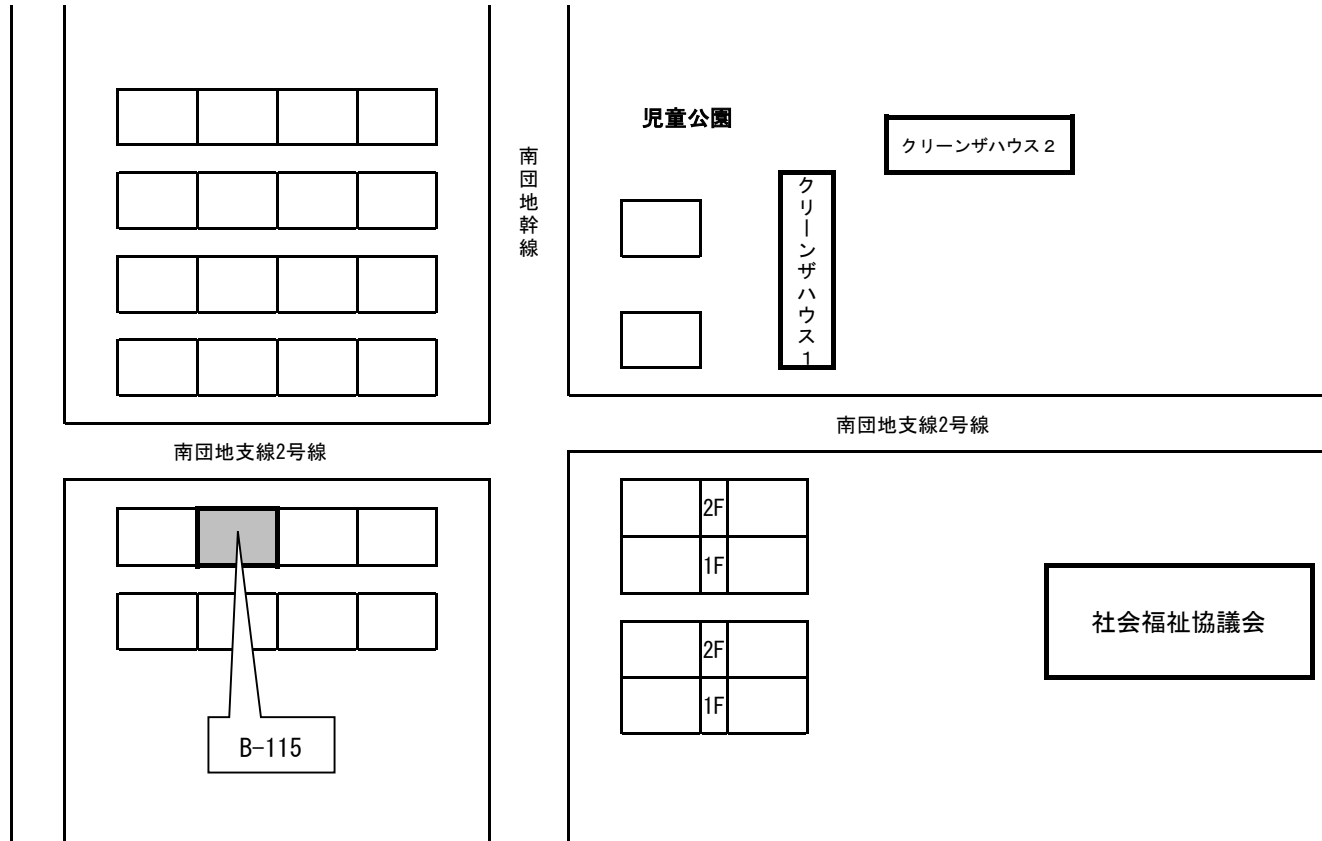 児童公園
クリーンザハウス２
南団地幹線
クリーンザハウス１
南団地支線2号線
南団地支線2号線
2F
1F
社会福祉協議会
2F
1F
B-115